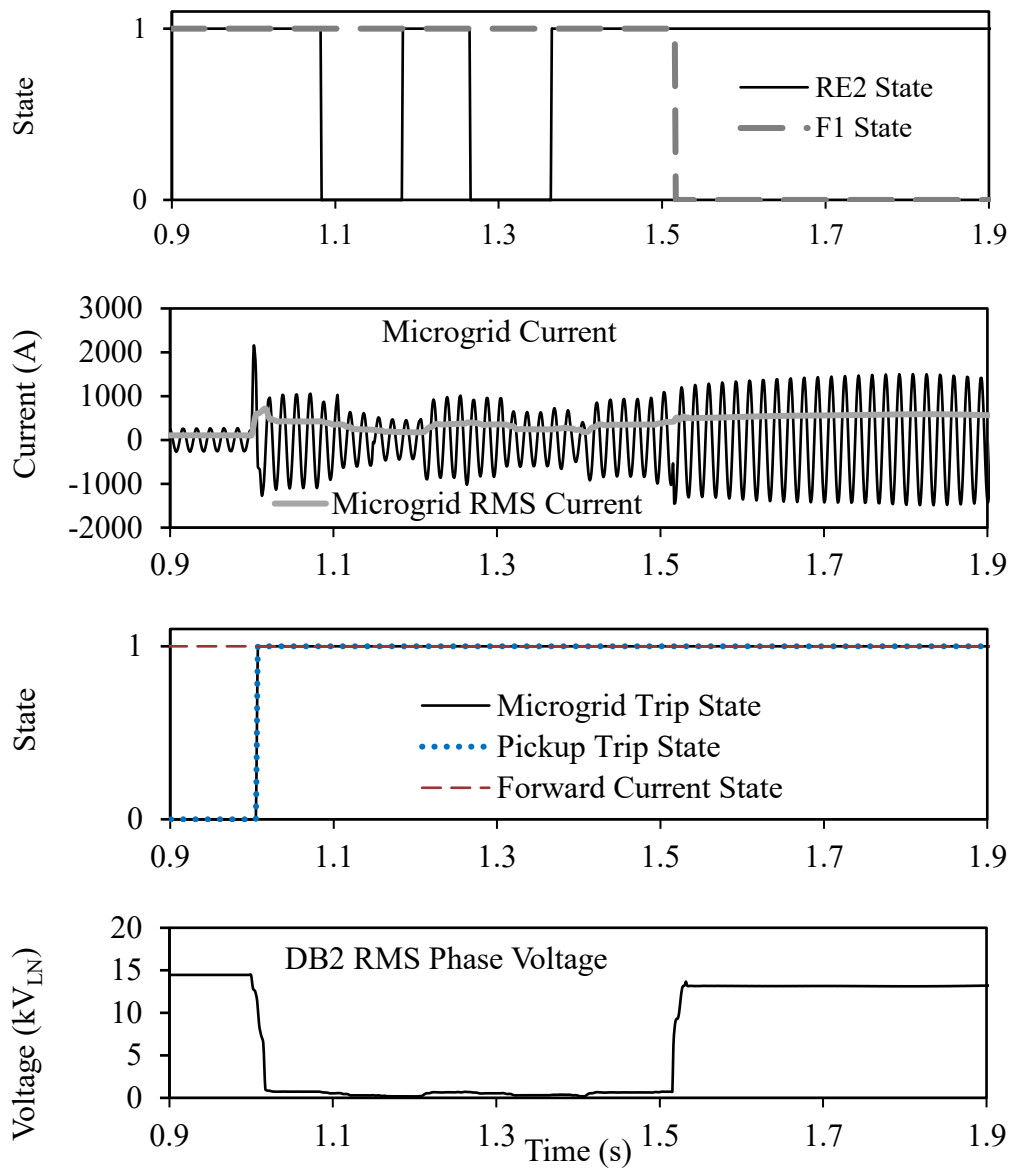 State
1
0
RE2 State
F1 State
0.9 1.1 1.3 1.5 1.7 1.9
Current (A)
3000
2000
1000
0
-1000
-2000
Microgrid Current
Microgrid RMS Current
0.9 1.1 1.3 1.5 1.7 1.9
State
1
0
Microgrid Trip State
Pickup Trip State
Forward Current State
0.9 1.1 1.3 1.5 1.7 1.9
Voltage (kV_LN)
20
15
10
5
0
DB2 RMS Phase Voltage
0.9 1.1 1.3 1.5 1.7 1.9
Time (s)